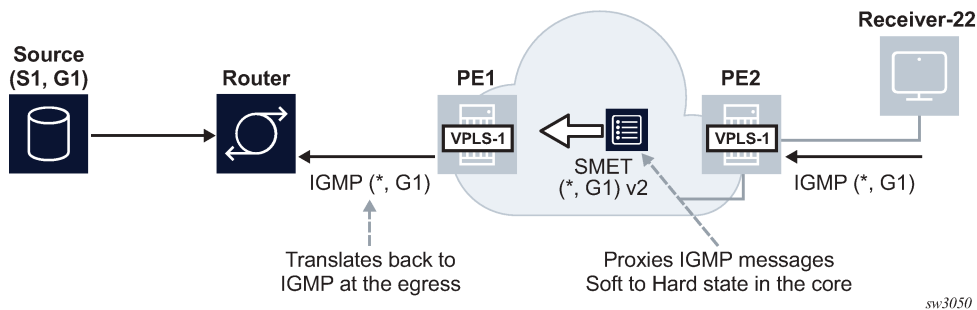 Receiver-22
Source
(S1, G1)
Router
PE1
PE2
VPLS-1
VPLS-1
SMET
(*, G1) v2
IGMP (*, G1)
IGMP (*, G1)
Translates back to
IGMP at the egress
Proxies IGMP messages
Soft to Hard state in the core
sw3050